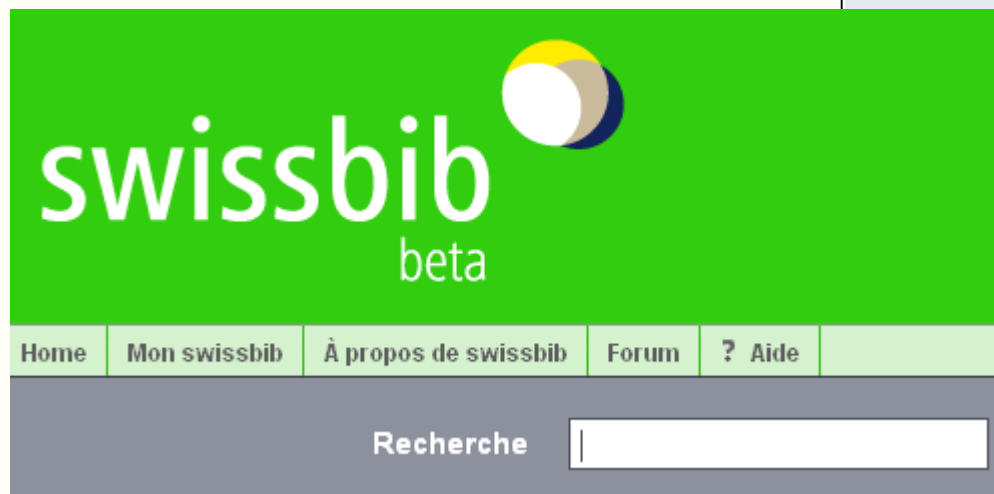 swissbib
beta
Home Mon swissbib À propos de swissbib Forum ? Aide
Recherche